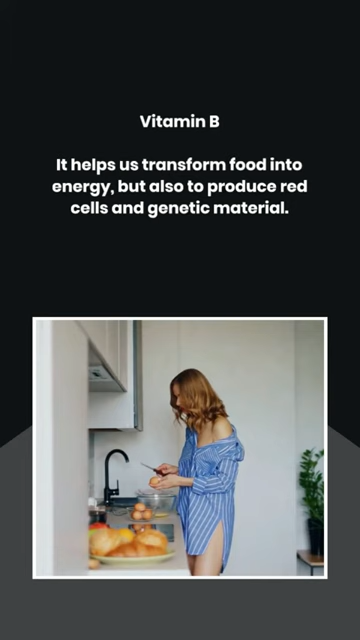 Vitamin B
It helps us transform food into
energy, but also to produce red
cells and genetic material.